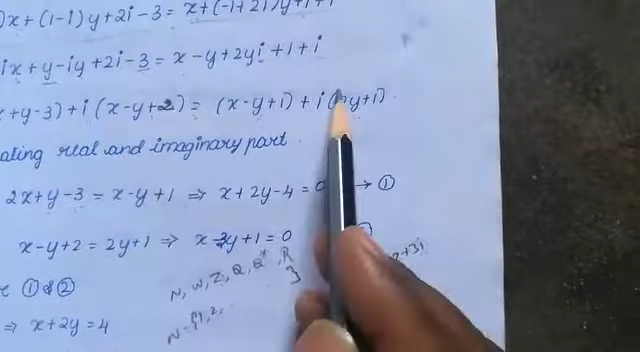 )x + (1-i)y + 2i - 3 = x + (-1+2i)y + 1 + i
ix + y - iy + 2i - 3 = x - y + 2yi + 1 + i
x + y - 3) + i(x - y + 2) = (x - y + 1) + i(2y + 1)
ating real and imaginary part.
2x + y - 3 = x - y + 1 ⇒ x + 2y - 4 = 0 → ①
x - y + 2 = 2y + 1 ⇒ x - 3y + 1 = 0
① & ②
N, W, Z, Q, Q*, R
⇒ x + 2y = 4
N = {1, 2,
}
+3i